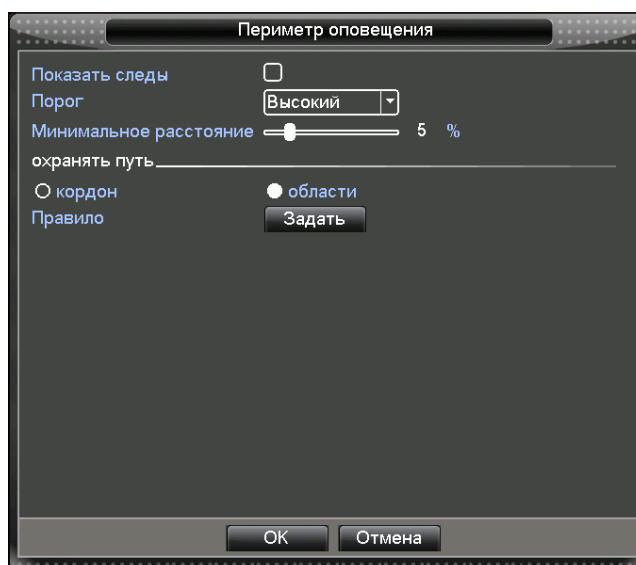 Периметр оповещения
Показать следы
Порог Высокий
Минимальное расстояние 5 %
охранять путь
кордон области
Правило Задать
OK Отмена